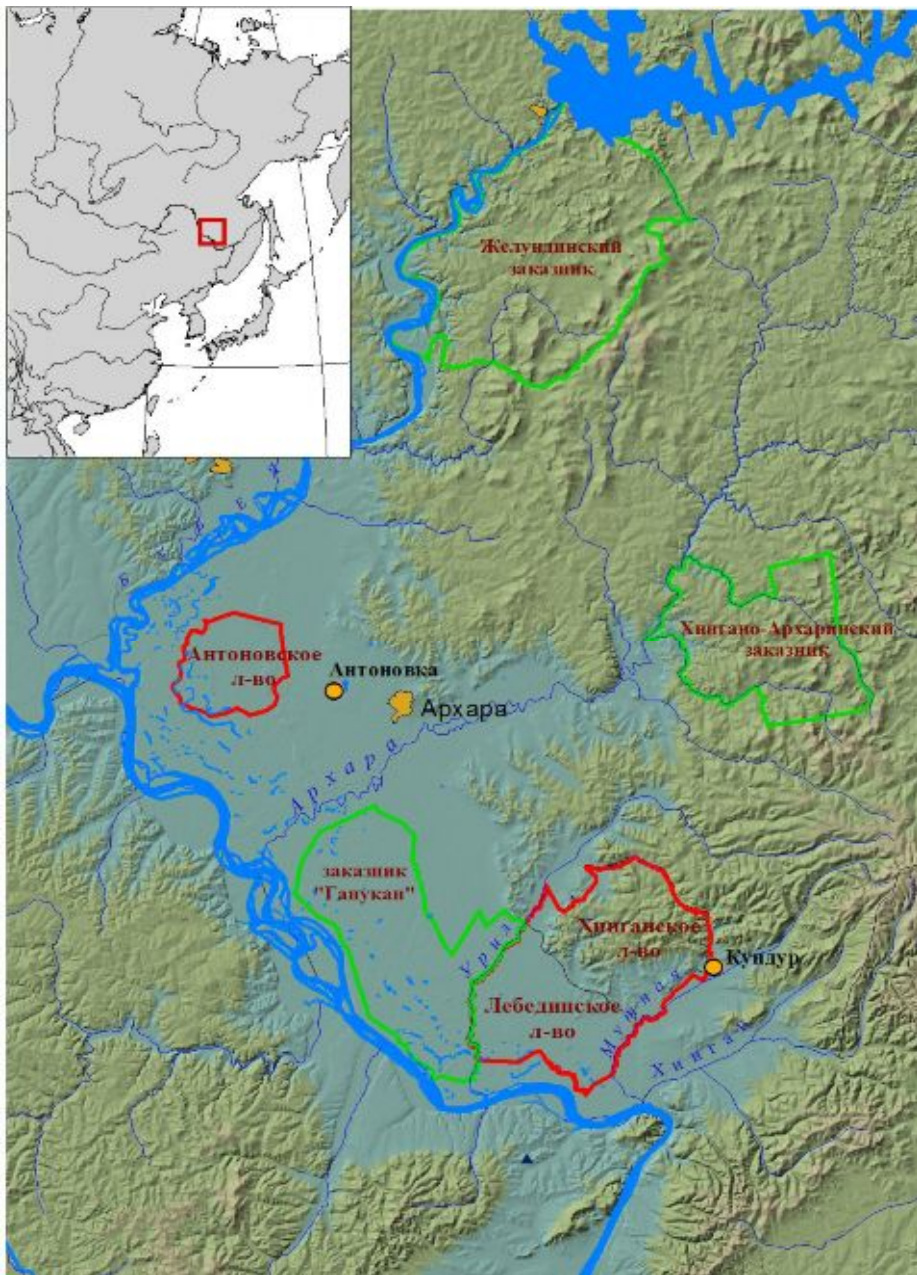 Желундинский
заказник
Бурея
Хингано-Архаринский
заказник
Антоновское
л-во
Антоновка
Архара
Архара
заказник
"Ганукан"
Урил
Хинганское
л-во
Кундур
Лебединское
л-во
Мутная
Хинган